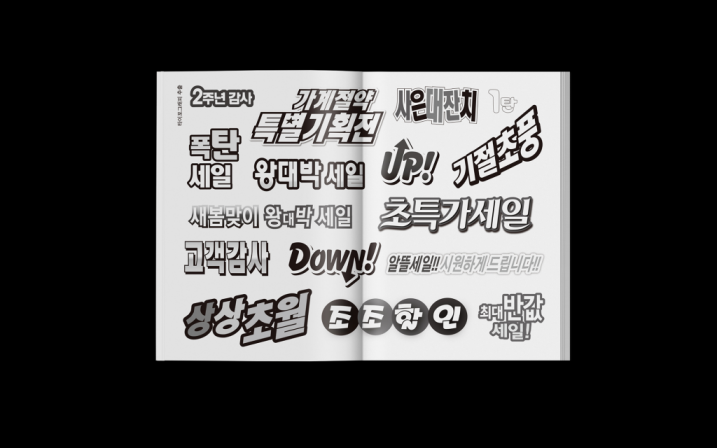 2주년 감사
가계절약
특별기획전
사은대잔치
1탄
폭탄
세일
왕대박 세일
UP!
기절초풍
새봄맞이 왕대박 세일
초특가세일
고객감사
DOWN!
알뜰세일!! 시원하게 드립니다!!
상상초월
조조할인
최대반값
세일!